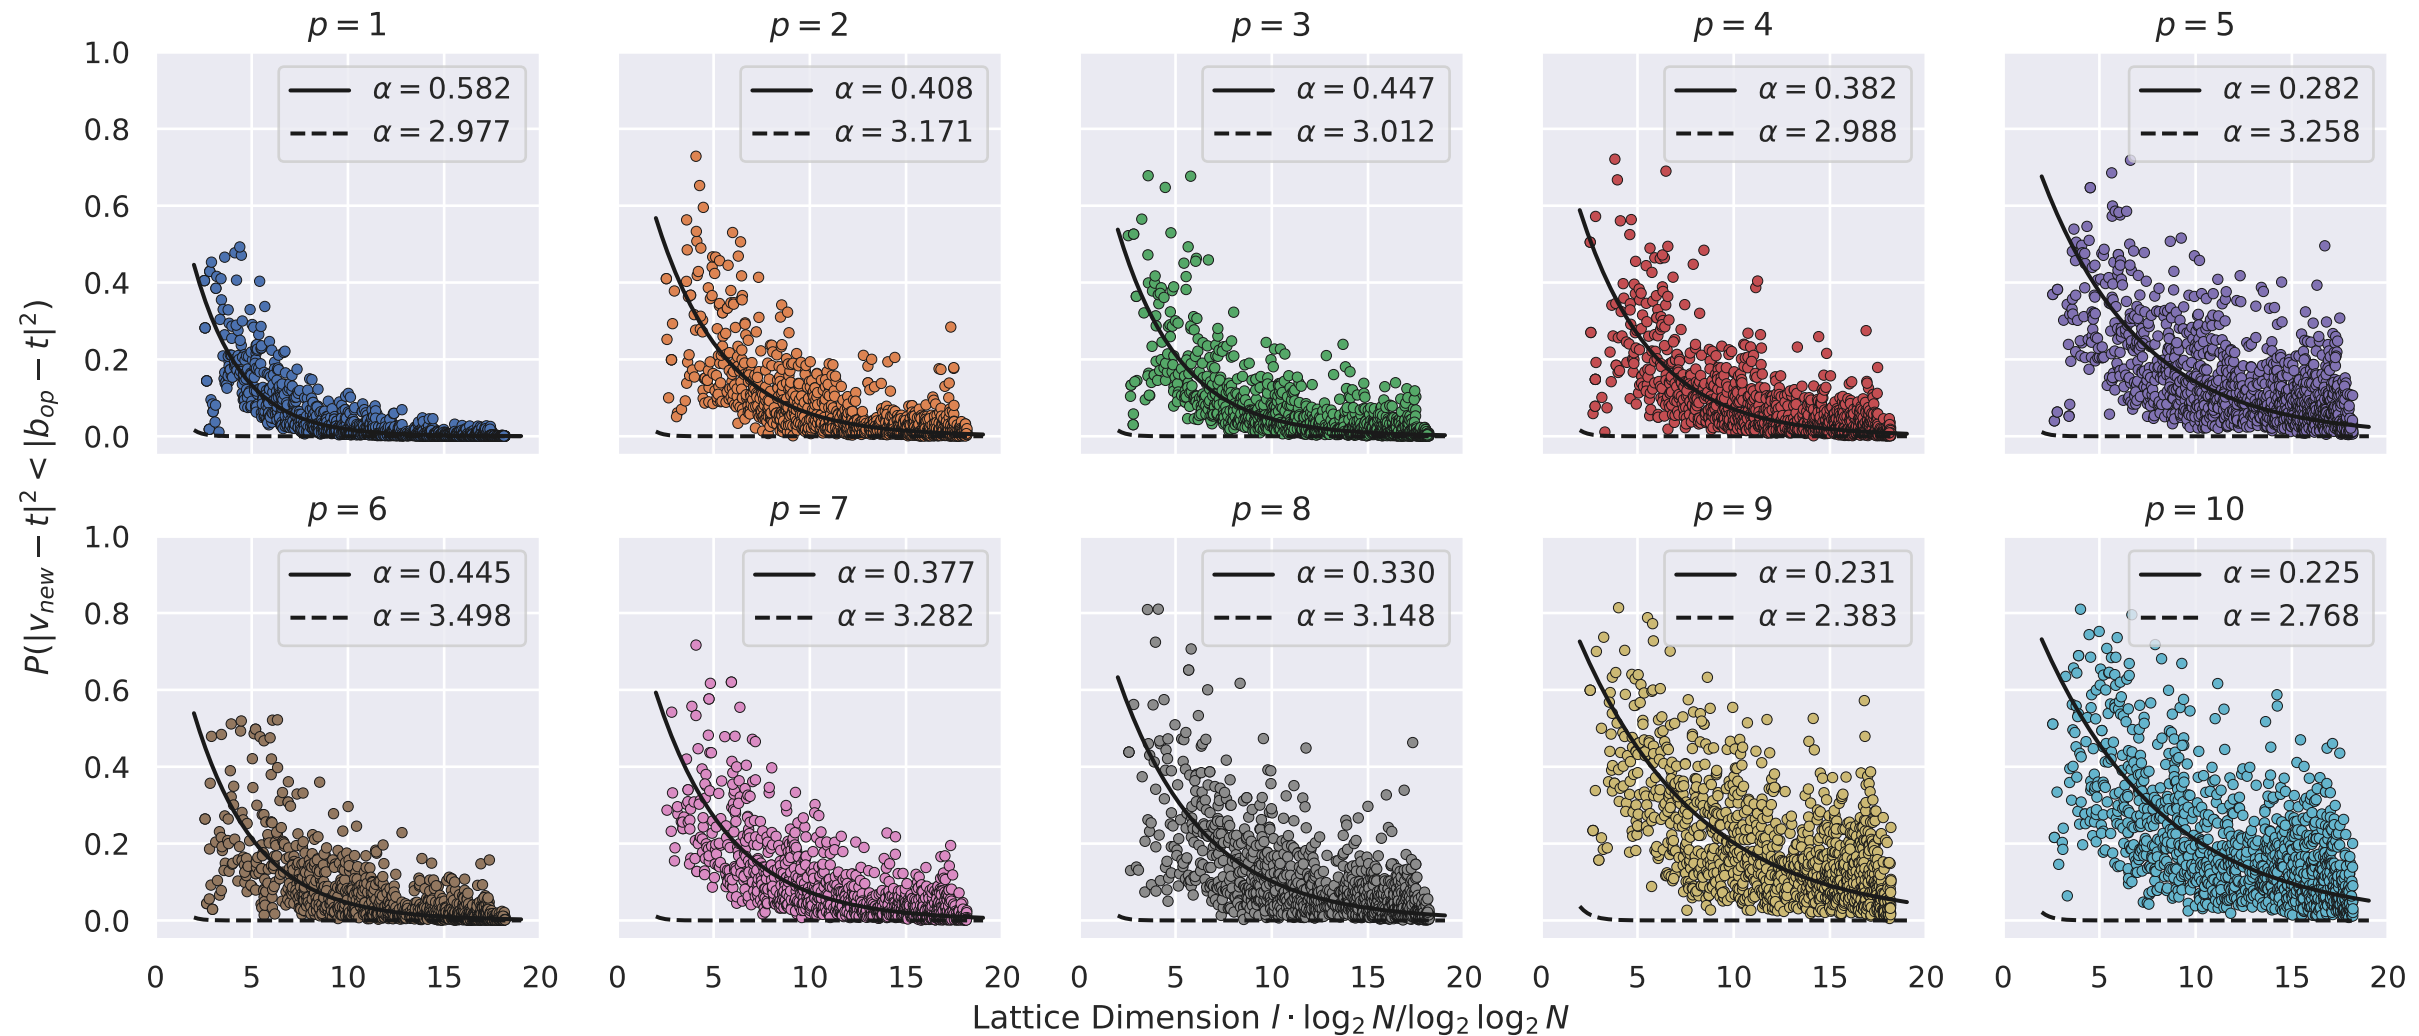 p = 1
p = 2
p = 3
p = 4
p = 5
1.0
0.8
0.6
0.4
0.2
0.0
α = 0.582
α = 2.977
α = 0.408
α = 3.171
α = 0.447
α = 3.012
α = 0.382
α = 2.988
α = 0.282
α = 3.258
P(|v_new − t|² < |b_op − t|²)
p = 6
p = 7
p = 8
p = 9
p = 10
1.0
0.8
0.6
0.4
0.2
0.0
α = 0.445
α = 3.498
α = 0.377
α = 3.282
α = 0.330
α = 3.148
α = 0.231
α = 2.383
α = 0.225
α = 2.768
0 5 10 15 20
0 5 10 15 20
0 5 10 15 20
0 5 10 15 20
0 5 10 15 20
Lattice Dimension l · log₂ N/log₂ log₂ N